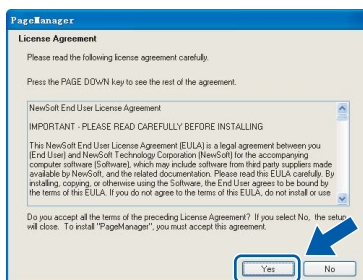 PageManager
License Agreement
Please read the following license agreement carefully.
Press the PAGE DOWN key to see the rest of the agreement.
NewSoft End User License Agreement
IMPORTANT - PLEASE READ CAREFULLY BEFORE INSTALLING
This NewSoft End User License Agreement (EULA) is a legal agreement between you
(End User) and NewSoft Technology Corporation (NewSoft) for the accompanying
computer software (Software), which may include software from third party suppliers made
available by NewSoft, and the related documentation. Please read this EULA carefully. By
installing, copying, or otherwise using the Software, the End User agrees to be bound by
the terms of this EULA. If you do not agree to the terms of this EULA, do not install or use
Do you accept all the terms of the preceding License Agreement? If you select No, the setup
will close. To install "PageManager", you must accept this agreement.
Yes
No